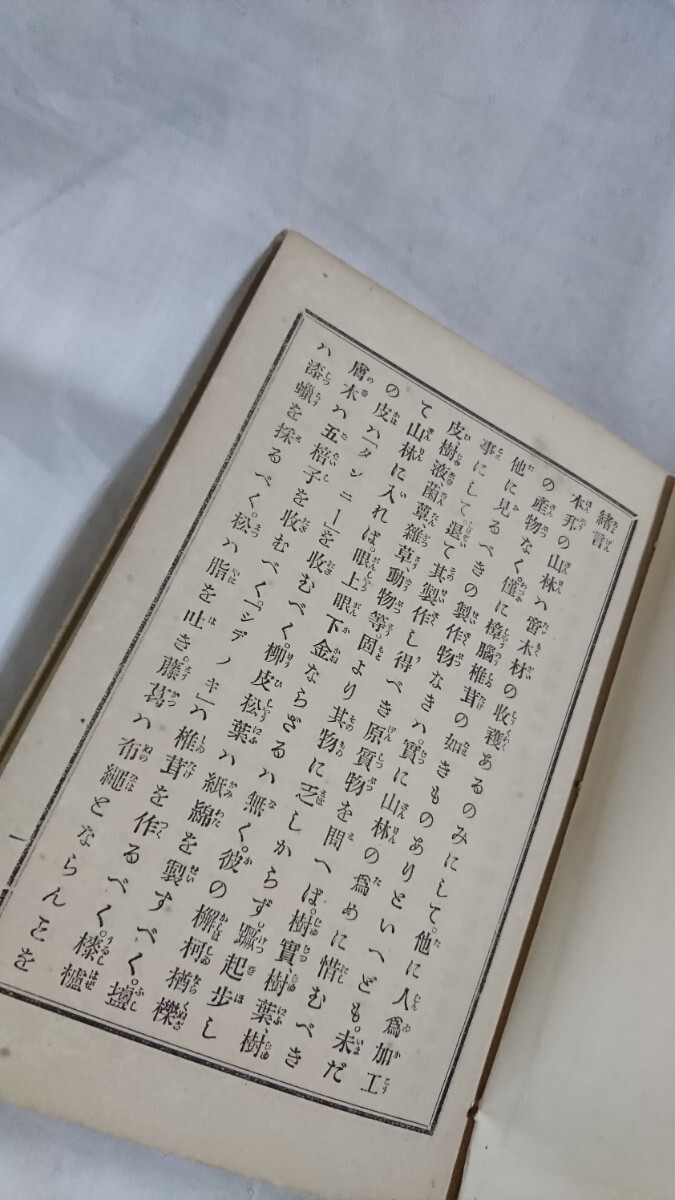 緒言
本邦の山林ハ啻木材の收穫あるのみにして。他に人爲加工
の産物なく僅に樟腦椎茸の如きものありといへども。未だ
他に見るべきの製作物なきハ。實に山林の爲めに惜むべき
事にして。退て其製作し得べき原質物を問へば。樹實、樹葉、樹
皮、樹液、菌蕈、雜草、動物等。固より其物に乏しからず。蹶起歩し
て山林に入れば。眼上眼下金ならざるハ無く。彼の檞柯楢櫟
の皮ハ「タンニー」を收むべく。柳皮松葉ハ紙綿を製すべく。鹽
膚木ハ五棓子を收むべく。「シデノキ」ハ椎茸を作るべく。榛櫨
ハ漆蠟を採るべく。松ハ脂を吐き。藤葛ハ布繩とならんヿを
一